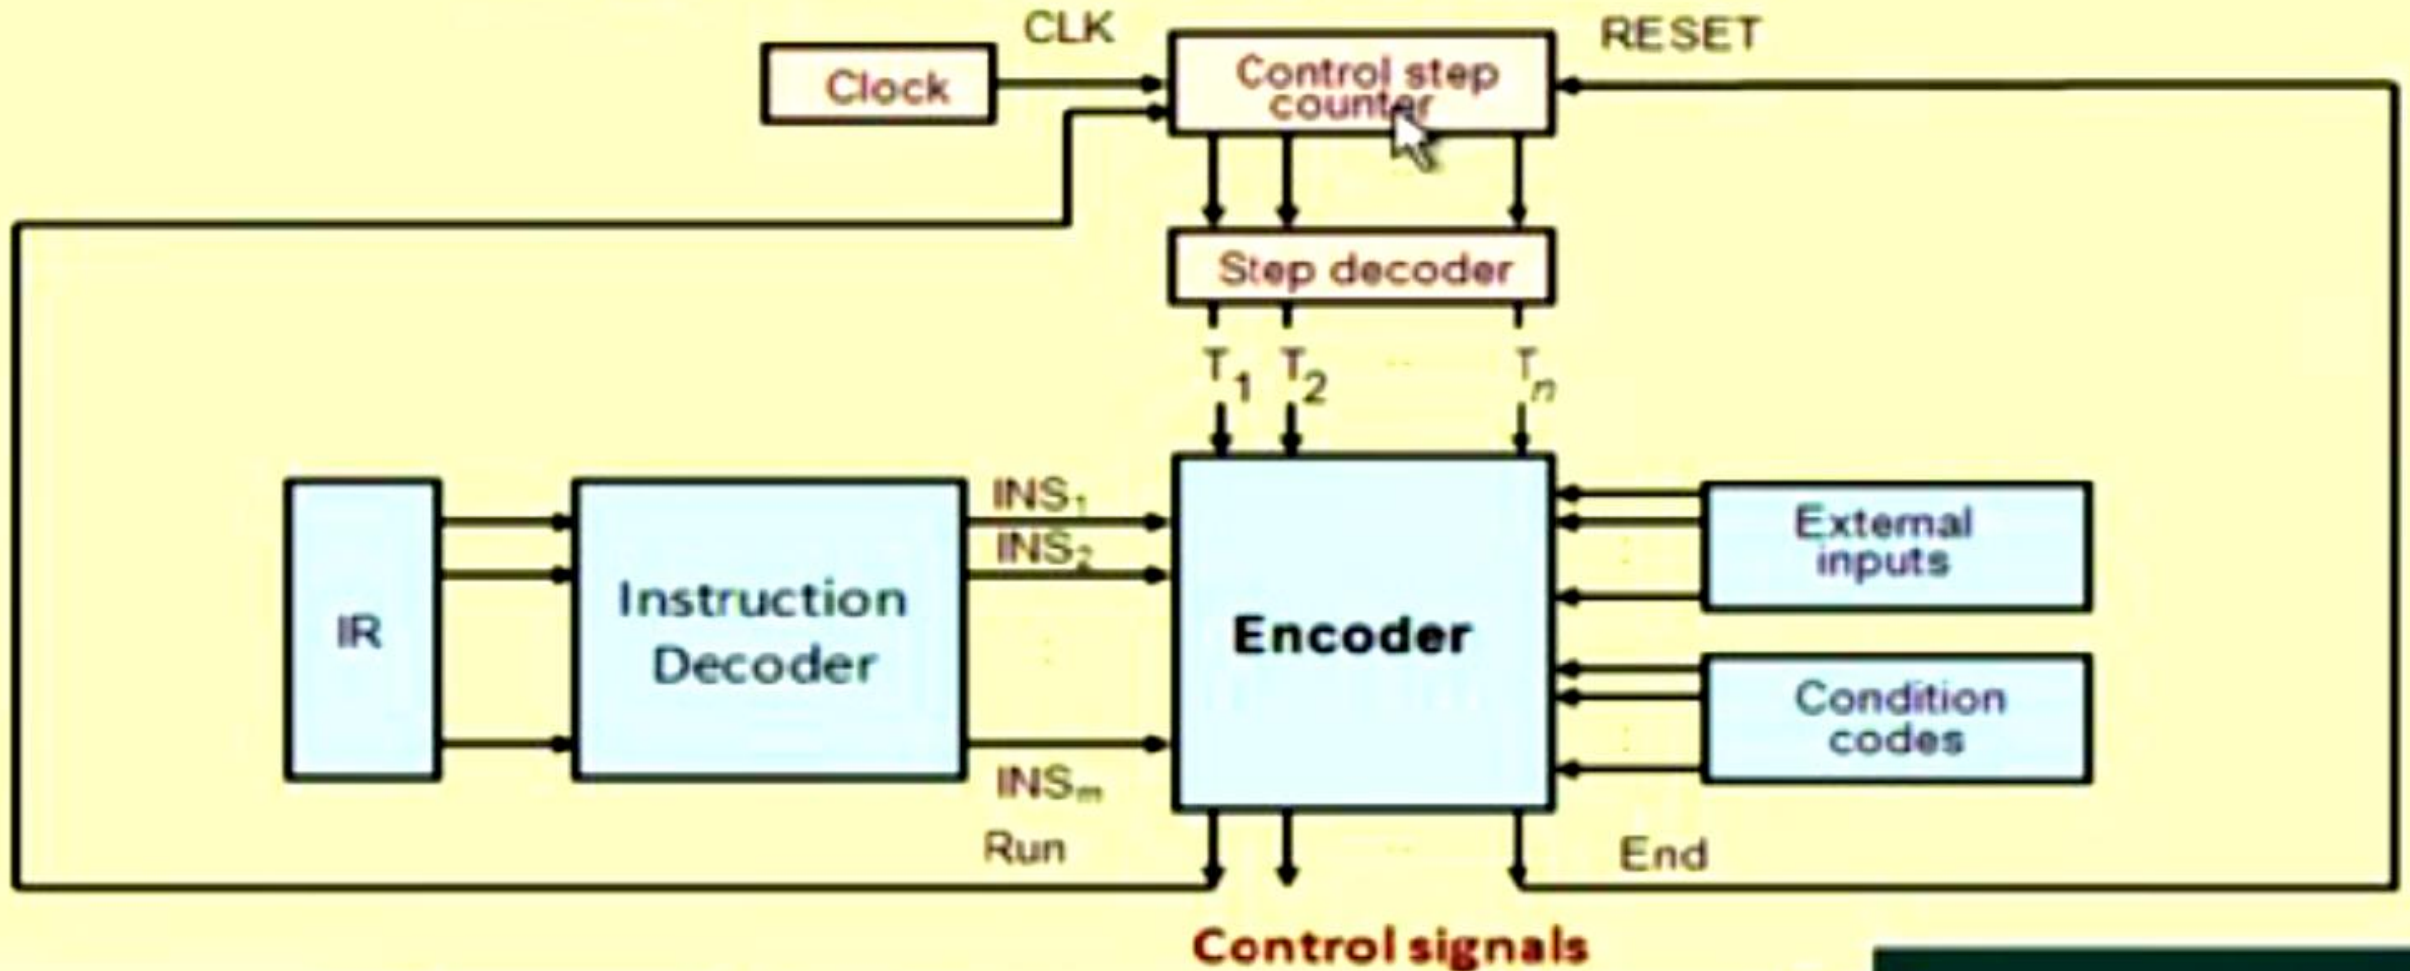 CLK
RESET
Clock
Control step
counter
Step decoder
T1 T2 Tn
INS1
INS2
INSm
IR
Instruction
Decoder
Encoder
External
inputs
Condition
codes
Run
End
Control signals